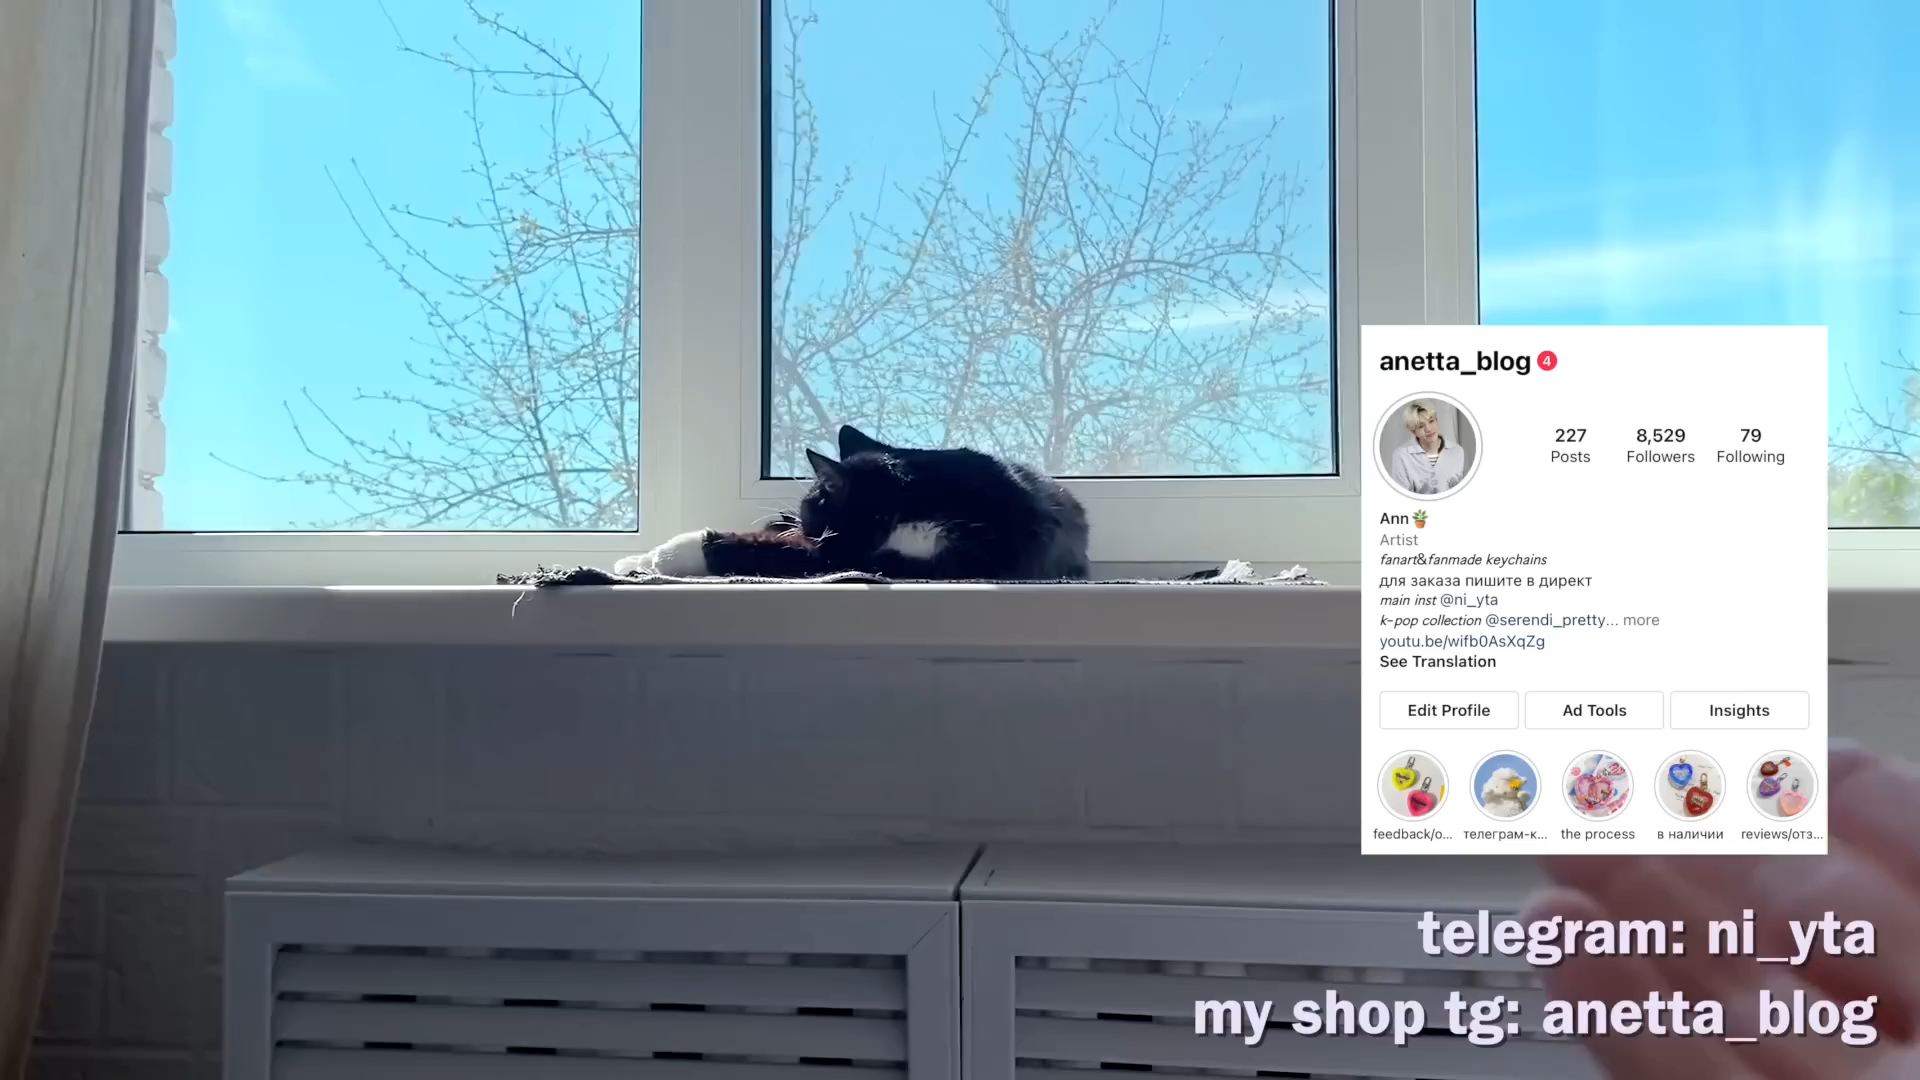 anetta_blog 4
227 8,529 79
Posts Followers Following
Ann
Artist
fanart&fanmade keychains
для заказа пишите в директ
main inst @ni_yta
k-pop collection @serendi_pretty... more
youtu.be/wifb0AsXqZg
See Translation
Edit Profile Ad Tools Insights
feedback/o... телеграм-к... the process в наличии reviews/отз...
telegram: ni_yta
my shop tg: anetta_blog